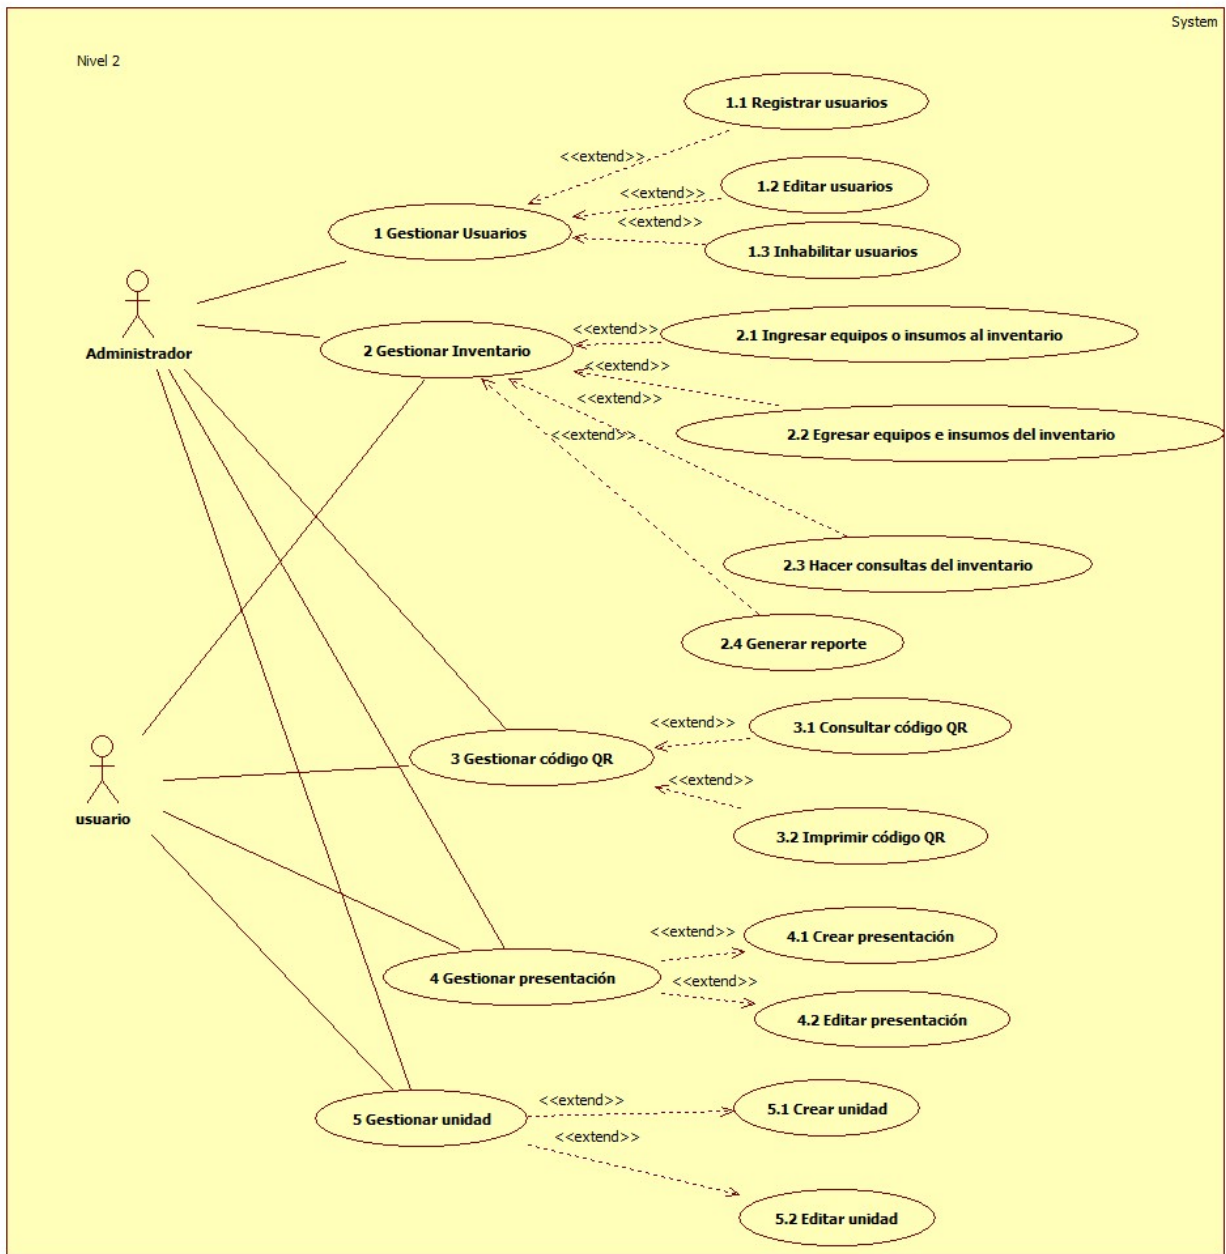 System
Nivel 2
1.1 Registrar usuarios
<<extend>>
1.2 Editar usuarios
<<extend>>
<<extend>>
1 Gestionar Usuarios
1.3 Inhabilitar usuarios
Administrador
<<extend>>
2.1 Ingresar equipos o insumos al inventario
2 Gestionar Inventario
<<extend>>
<<extend>>
<<extend>>
2.2 Egresar equipos e insumos del inventario
2.3 Hacer consultas del inventario
2.4 Generar reporte
<<extend>>
3.1 Consultar código QR
3 Gestionar código QR
<<extend>>
usuario
3.2 Imprimir código QR
<<extend>>
4.1 Crear presentación
4 Gestionar presentación
<<extend>>
4.2 Editar presentación
<<extend>>
5.1 Crear unidad
5 Gestionar unidad
<<extend>>
5.2 Editar unidad